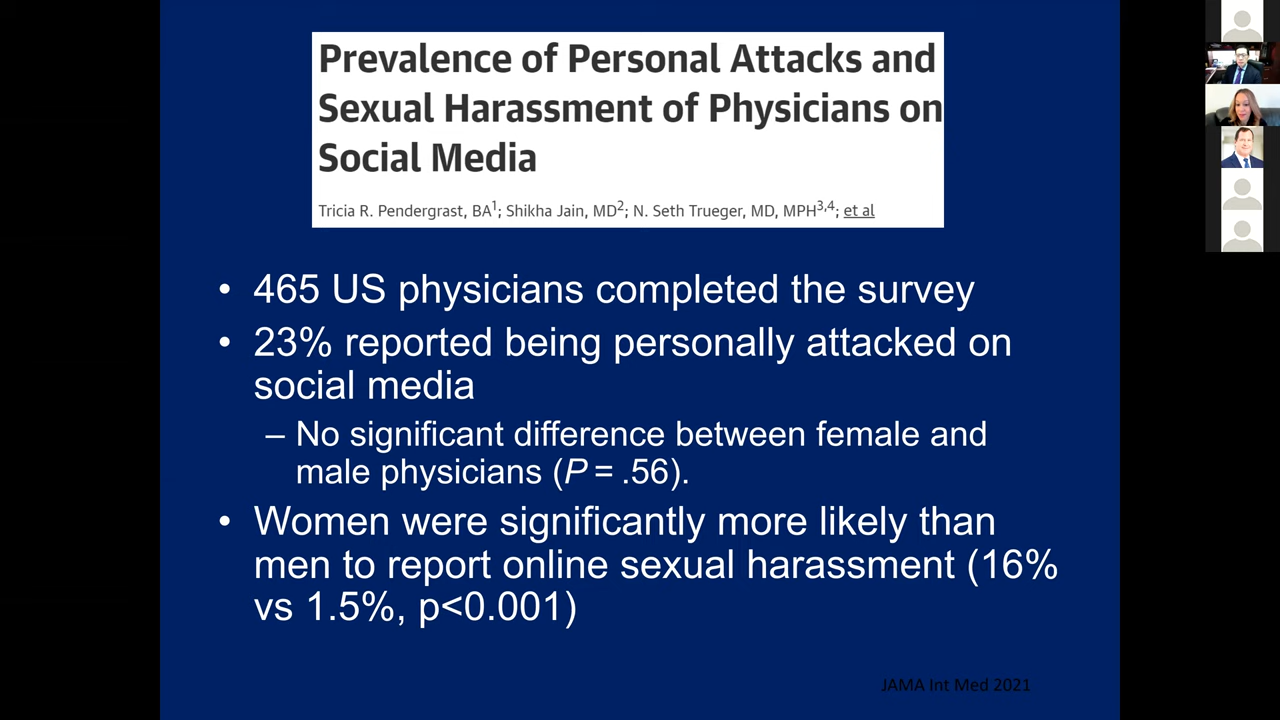 Prevalence of Personal Attacks and
Sexual Harassment of Physicians on
Social Media
Tricia R. Pendergrast, BA1; Shikha Jain, MD2; N. Seth Trueger, MD, MPH3,4; et al
• 465 US physicians completed the survey
• 23% reported being personally attacked on
social media
– No significant difference between female and
male physicians (P = .56).
• Women were significantly more likely than
men to report online sexual harassment (16%
vs 1.5%, p<0.001)
JAMA Int Med 2021